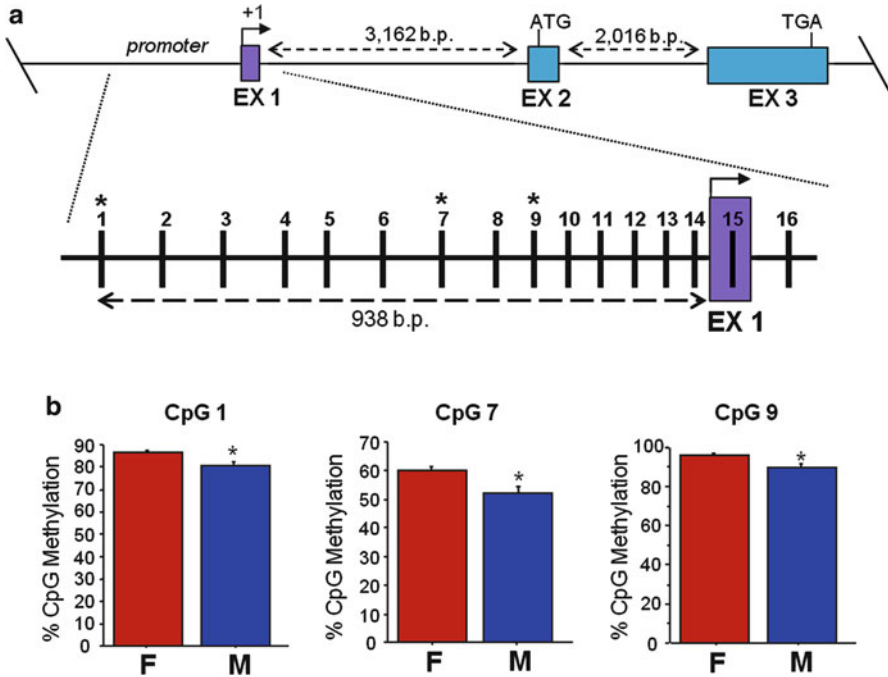 a
promoter
+1
3,162 b.p.
ATG
2,016 b.p.
TGA
EX 1
EX 2
EX 3
* * *
1 2 3 4 5 6 7 8 9 10 11 12 13 14 15 16
938 b.p.
EX 1
b
CpG 1
% CpG Methylation
90
80
70
60
50
40
30
20
10
0
*
F M
CpG 7
% CpG Methylation
70
60
50
40
30
20
10
0
*
F M
CpG 9
% CpG Methylation
100
80
60
40
20
0
*
F M